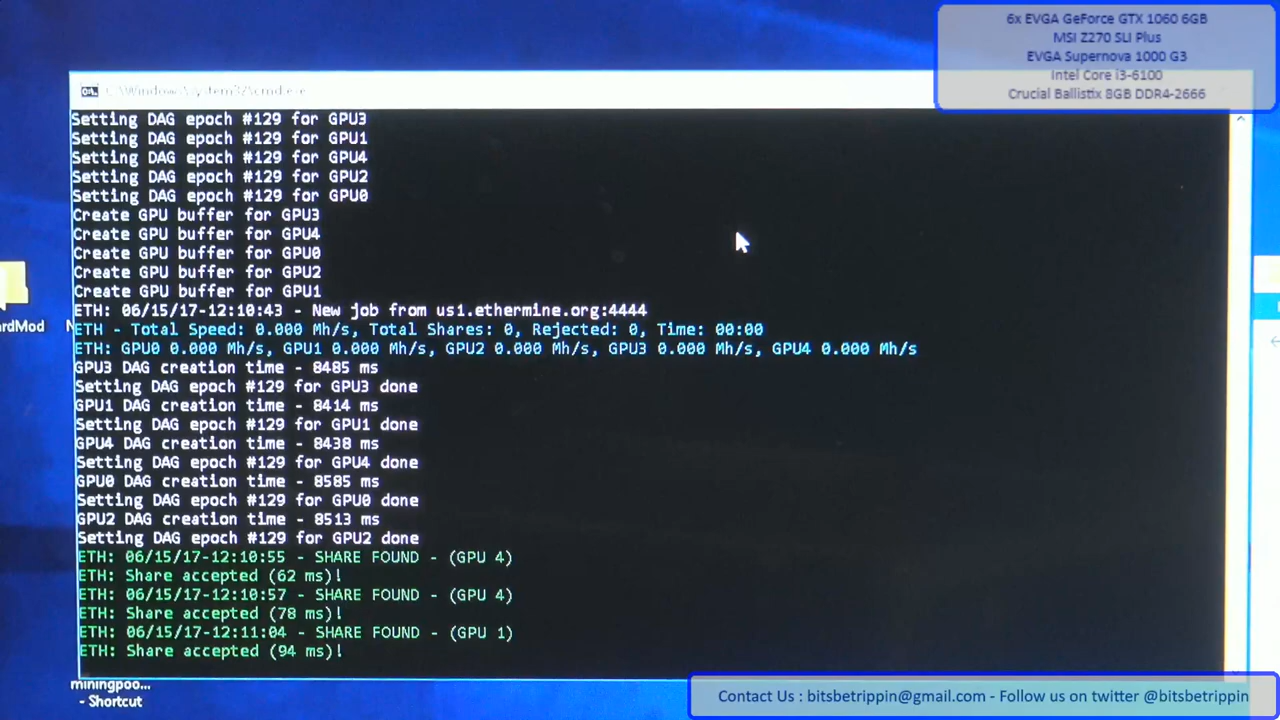 6x EVGA GeForce GTX 1060 6GB
MSI Z270 SLI Plus
EVGA Supernova 1000 G3
Intel Core i3-6100
Crucial Ballistix 8GB DDR4-2666
C:\Windows\system32\cmd.exe
Setting DAG epoch #129 for GPU3
Setting DAG epoch #129 for GPU1
Setting DAG epoch #129 for GPU4
Setting DAG epoch #129 for GPU2
Setting DAG epoch #129 for GPU0
Create GPU buffer for GPU3
Create GPU buffer for GPU4
Create GPU buffer for GPU0
Create GPU buffer for GPU2
Create GPU buffer for GPU1
ETH: 06/15/17-12:10:43 - New job from us1.ethermine.org:4444
ETH - Total Speed: 0.000 Mh/s, Total Shares: 0, Rejected: 0, Time: 00:00
ETH: GPU0 0.000 Mh/s, GPU1 0.000 Mh/s, GPU2 0.000 Mh/s, GPU3 0.000 Mh/s, GPU4 0.000 Mh/s
GPU3 DAG creation time - 8485 ms
Setting DAG epoch #129 for GPU3 done
GPU1 DAG creation time - 8414 ms
Setting DAG epoch #129 for GPU1 done
GPU4 DAG creation time - 8438 ms
Setting DAG epoch #129 for GPU4 done
GPU0 DAG creation time - 8585 ms
Setting DAG epoch #129 for GPU0 done
GPU2 DAG creation time - 8513 ms
Setting DAG epoch #129 for GPU2 done
ETH: 06/15/17-12:10:55 - SHARE FOUND - (GPU 4)
ETH: Share accepted (62 ms)!
ETH: 06/15/17-12:10:57 - SHARE FOUND - (GPU 4)
ETH: Share accepted (78 ms)!
ETH: 06/15/17-12:11:04 - SHARE FOUND - (GPU 1)
ETH: Share accepted (94 ms)!
ardMod
miningpoo...
- Shortcut
Contact Us : bitsbetrippin@gmail.com - Follow us on twitter @bitsbetrippin